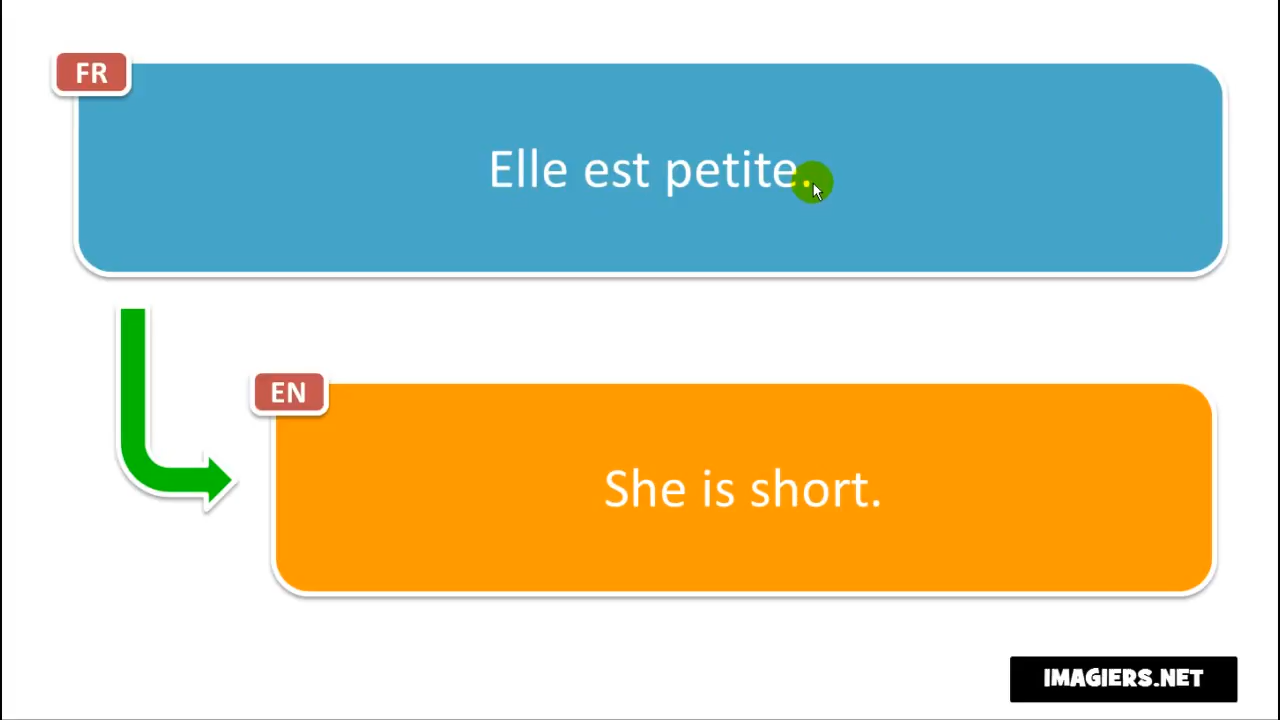 FR
Elle est petite.
EN
She is short.
IMAGIERS.NET